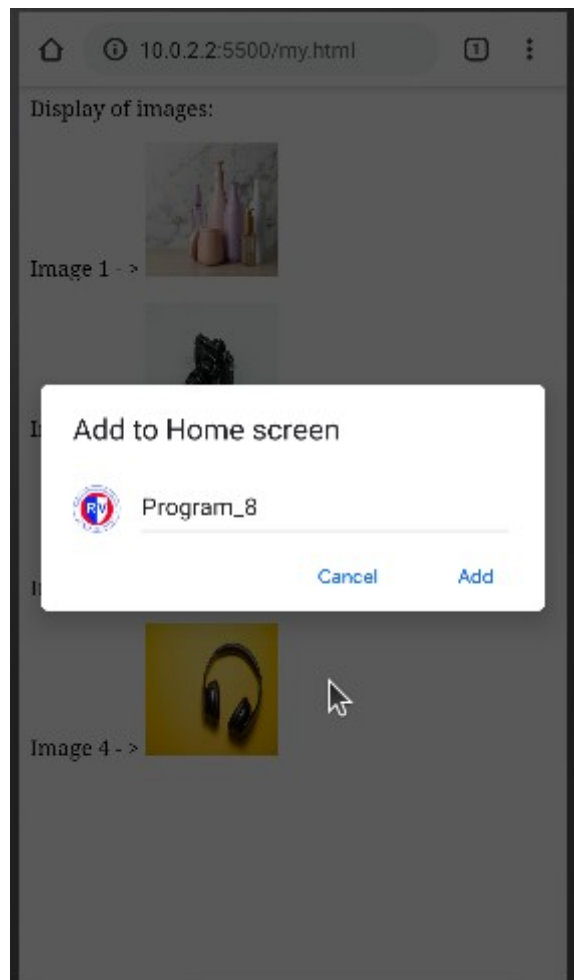 10.0.2.2:5500/my.html
1
Display of images:
Image 1 - >
Add to Home screen
RV
Program_8
Cancel
Add
Image 4 - >